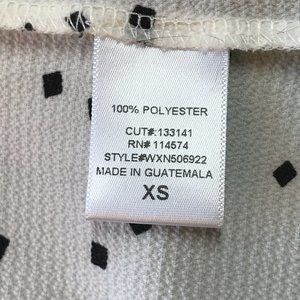 100% POLYESTER
CUT#:133141
RN# 114574
STYLE#WXN506922
MADE IN GUATEMALA
XS